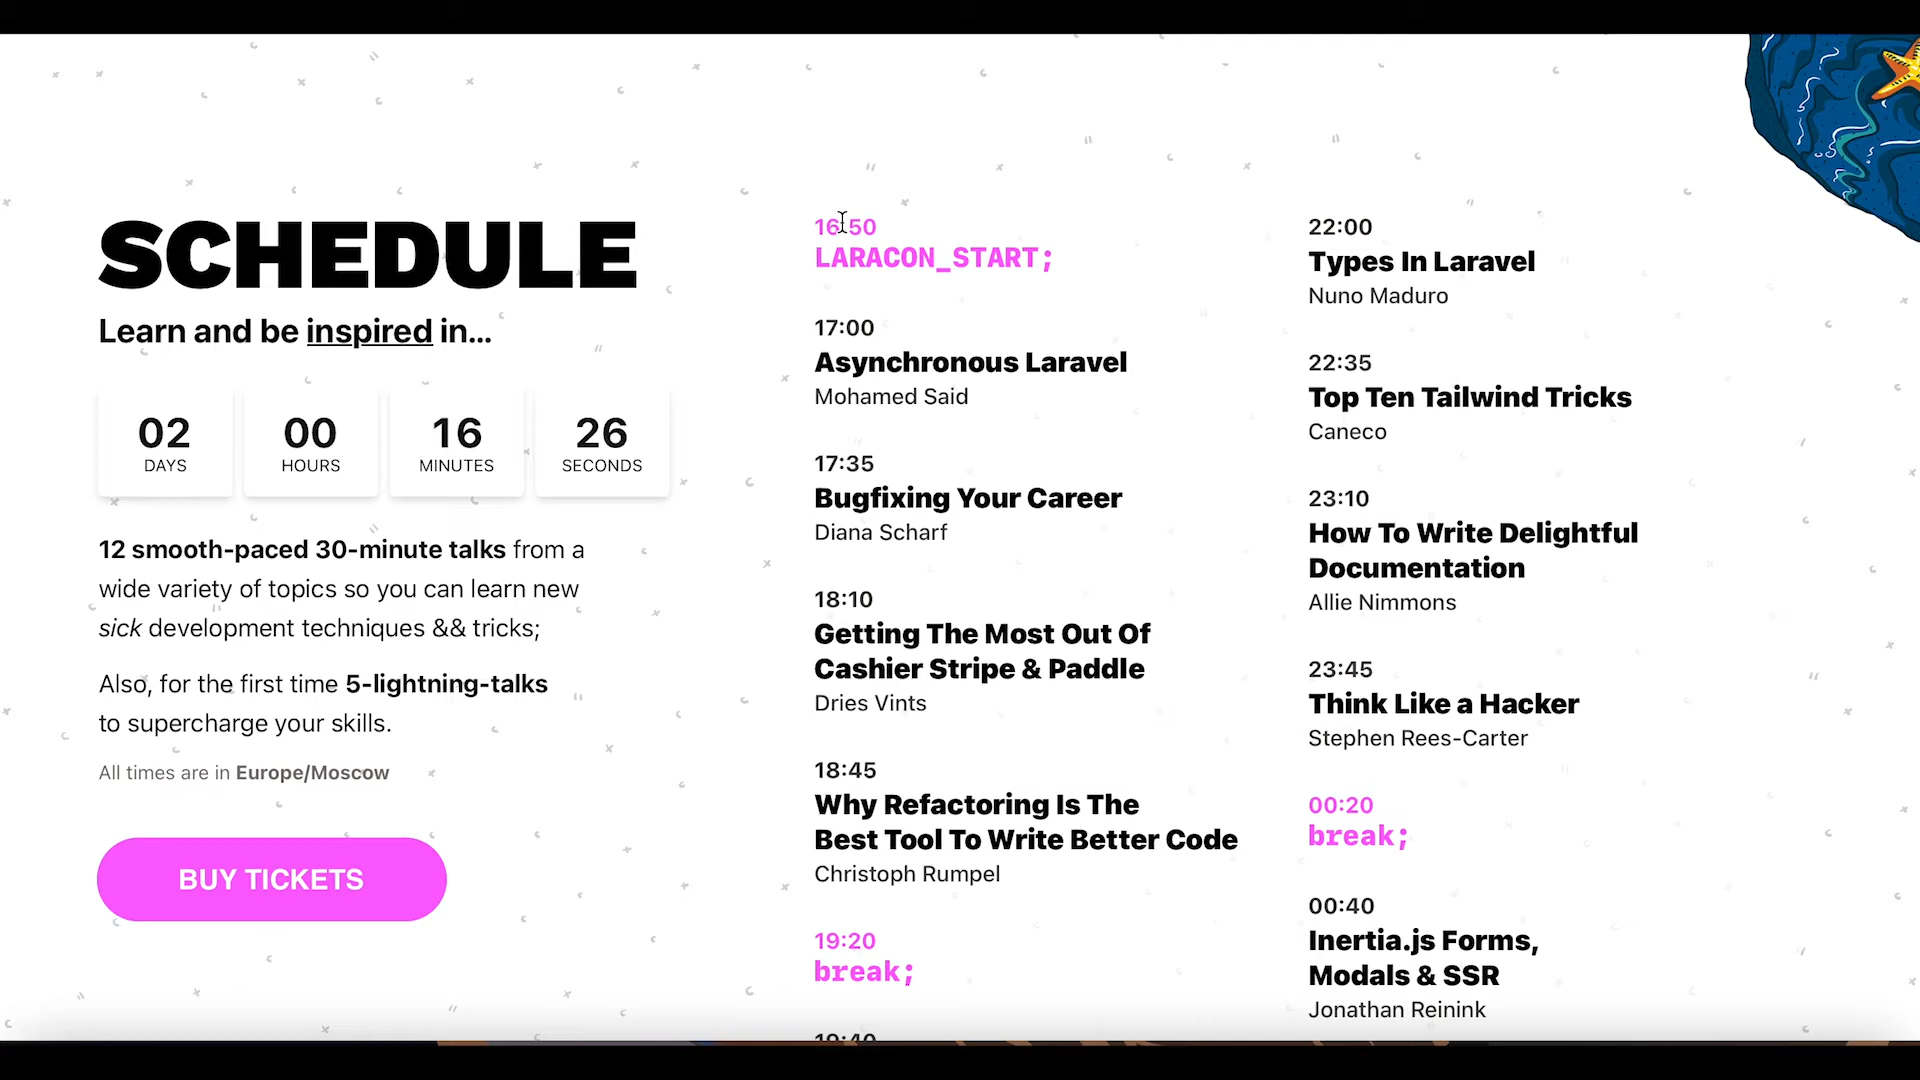 SCHEDULE
Learn and be inspired in...
02
DAYS
00
HOURS
16
MINUTES
26
SECONDS
12 smooth-paced 30-minute talks from a
wide variety of topics so you can learn new
sick development techniques && tricks;
Also, for the first time 5-lightning-talks
to supercharge your skills.
All times are in Europe/Moscow
BUY TICKETS
16:50
LARACON_START;
17:00
Asynchronous Laravel
Mohamed Said
17:35
Bugfixing Your Career
Diana Scharf
18:10
Getting The Most Out Of
Cashier Stripe & Paddle
Dries Vints
18:45
Why Refactoring Is The
Best Tool To Write Better Code
Christoph Rumpel
19:20
break;
19:40
22:00
Types In Laravel
Nuno Maduro
22:35
Top Ten Tailwind Tricks
Caneco
23:10
How To Write Delightful
Documentation
Allie Nimmons
23:45
Think Like a Hacker
Stephen Rees-Carter
00:20
break;
00:40
Inertia.js Forms,
Modals & SSR
Jonathan Reinink